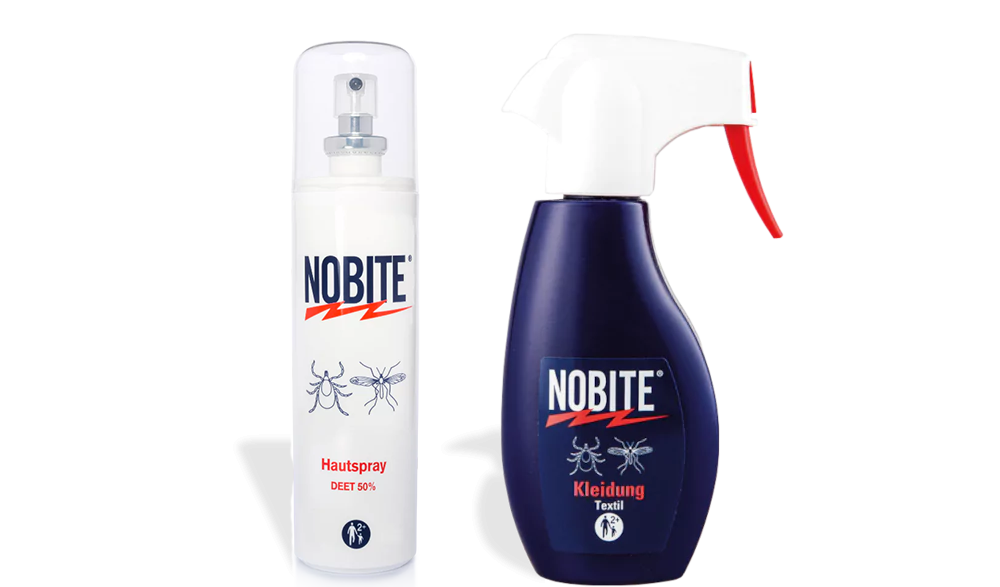 NOBITE®
Hautspray
DEET 50%
2+
NOBITE®
Kleidung
Textil
2+